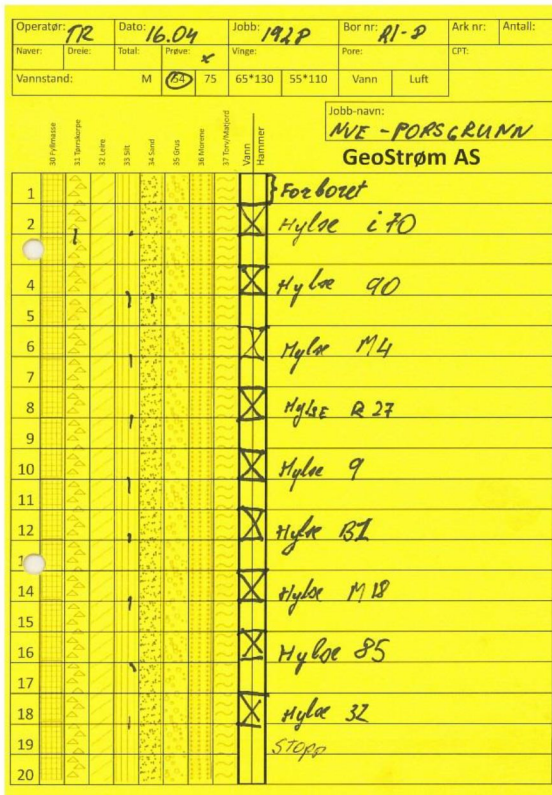 Operatør: TR Dato: 16.04 Jobb: 1928 Bor nr: RI-8 Ark nr: Antall:
Naver: Dreie: Total: Prøve: x Vinge: Pore: CPT:
Vannstand: M 54 75 65*130 55*110 Vann Luft
Jobb-navn:
NVE - PORSGRUNN
30 Fyllmasse 31 Tørrskorpe 32 Leire 33 Silt 34 Sand 35 Grus 36 Morene 37 Torv/Matjord Vann Hammer
GeoStrøm AS
1 Forboret
2 Hylse i70
4 Hylse 90
5
6 Hylse M4
7
8 HYLSE R27
9
10 Hylse 9
11
12 Hylse B1
1
14 Hylse M18
15
16 Hylse 85
17
18 Hylse 32
19 STOPP
20